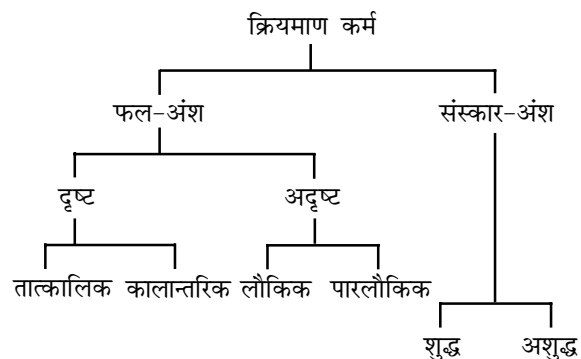 क्रियमाण कर्म
फल-अंश संस्कार-अंश
दृष्ट अदृष्ट
तात्कालिक कालान्तरिक लौकिक पारलौकिक
शुद्ध अशुद्ध